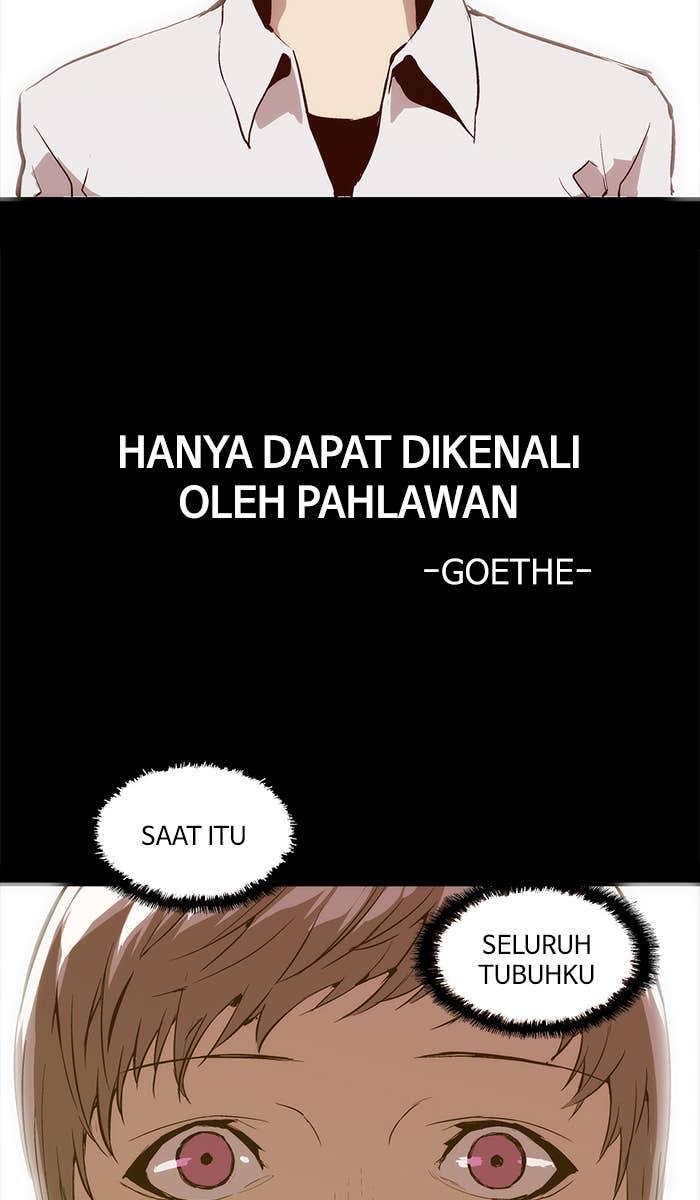 HANYA DAPAT DIKENALI
OLEH PAHLAWAN
-GOETHE-
SAAT ITU
SELURUH
TUBUHKU